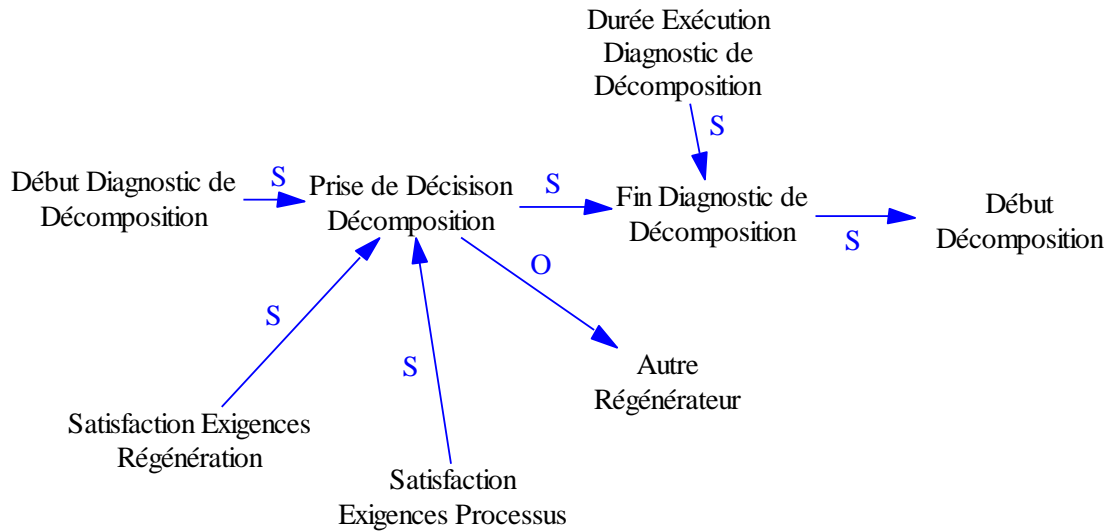 Durée Exécution
Diagnostic de
Décomposition
Début Diagnostic de
Décomposition
S
Prise de Décisison
Décomposition
S
S
Fin Diagnostic de
Décomposition
S
Début
Décomposition
S
S
O
Autre
Régénérateur
Satisfaction Exigences
Régénération
Satisfaction
Exigences Processus